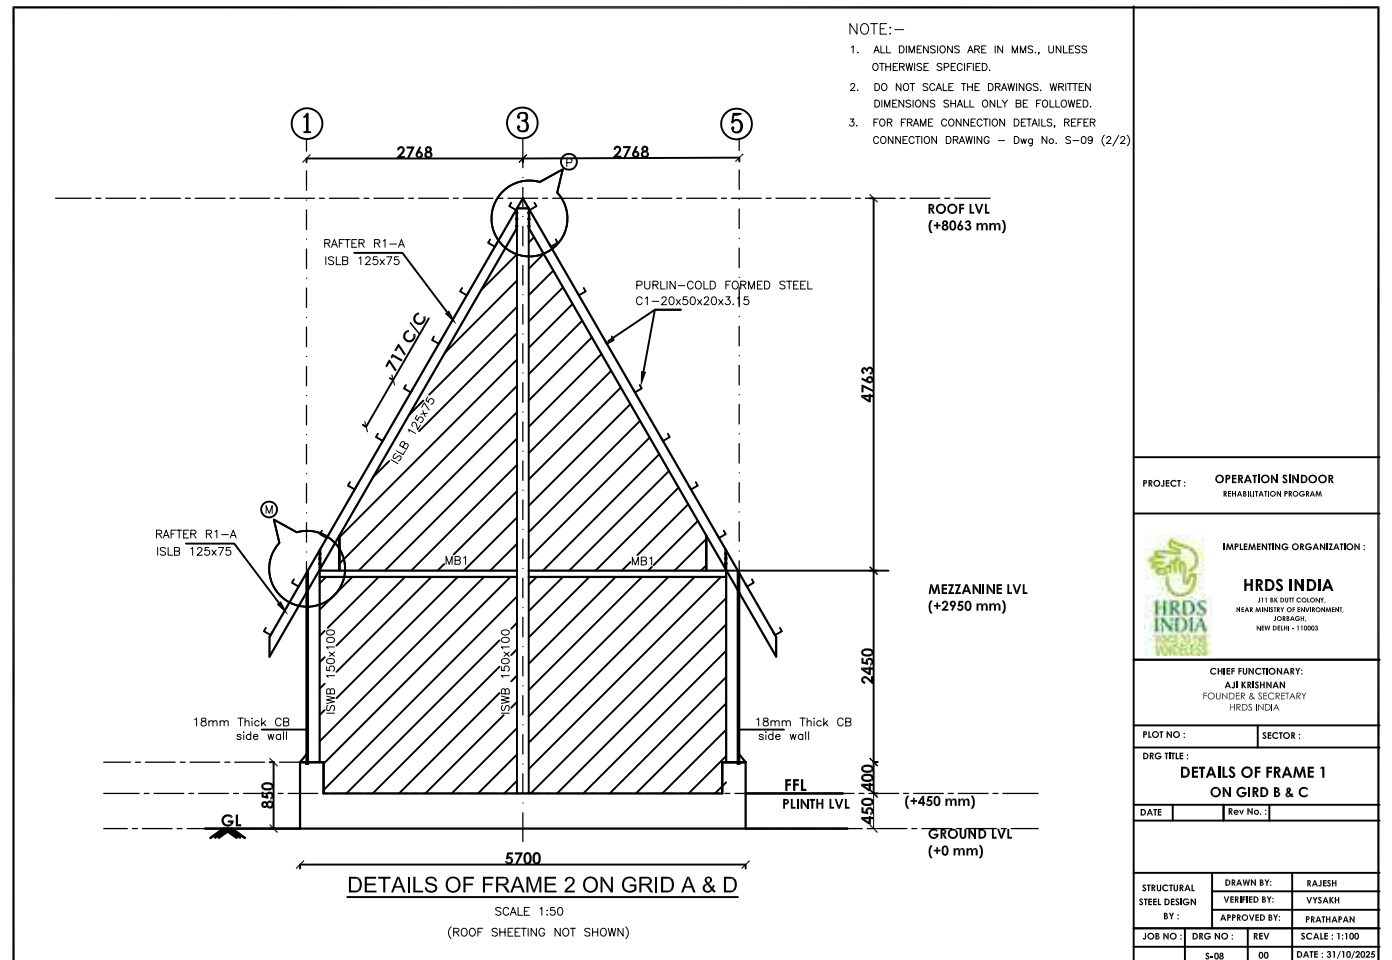 NOTE:-
1. ALL DIMENSIONS ARE IN MMS., UNLESS
OTHERWISE SPECIFIED.
2. DO NOT SCALE THE DRAWINGS. WRITTEN
DIMENSIONS SHALL ONLY BE FOLLOWED.
3. FOR FRAME CONNECTION DETAILS, REFER
CONNECTION DRAWING - Dwg No. S-09 (2/2)
1
3
5
2768
2768
P
ROOF LVL
(+8063 mm)
RAFTER R1-A
ISLB 125x75
PURLIN-COLD FORMED STEEL
C1-20x50x20x3.15
717 C/C
ISLB 125x75
4763
M
RAFTER R1-A
ISLB 125x75
MB1
MB1
MEZZANINE LVL
(+2950 mm)
ISWB 150x100
ISWB 150x100
2450
18mm Thick CB
side wall
18mm Thick CB
side wall
850
400
450
FFL
PLINTH LVL
(+450 mm)
GL
GROUND LVL
(+0 mm)
5700
DETAILS OF FRAME 2 ON GRID A & D
SCALE 1:50
(ROOF SHEETING NOT SHOWN)
PROJECT : OPERATION SINDOOR
REHABILITATION PROGRAM
IMPLEMENTING ORGANIZATION :
HRDS INDIA
J11 BK DUTT COLONY,
NEAR MINISTRY OF ENVIRONMENT,
JORBAGH,
NEW DELHI - 110003
HRDS
INDIA
VOICE TO THE
VOICELESS
CHIEF FUNCTIONARY:
AJI KRISHNAN
FOUNDER & SECRETARY
HRDS INDIA
PLOT NO : SECTOR :
DRG TITLE :
DETAILS OF FRAME 1
ON GIRD B & C
DATE Rev No. :
STRUCTURAL
STEEL DESIGN
BY :
DRAWN BY: RAJESH
VERIFIED BY: VYSAKH
APPROVED BY: PRATHAPAN
JOB NO : DRG NO : REV SCALE : 1:100
S-08 00 DATE : 31/10/2025